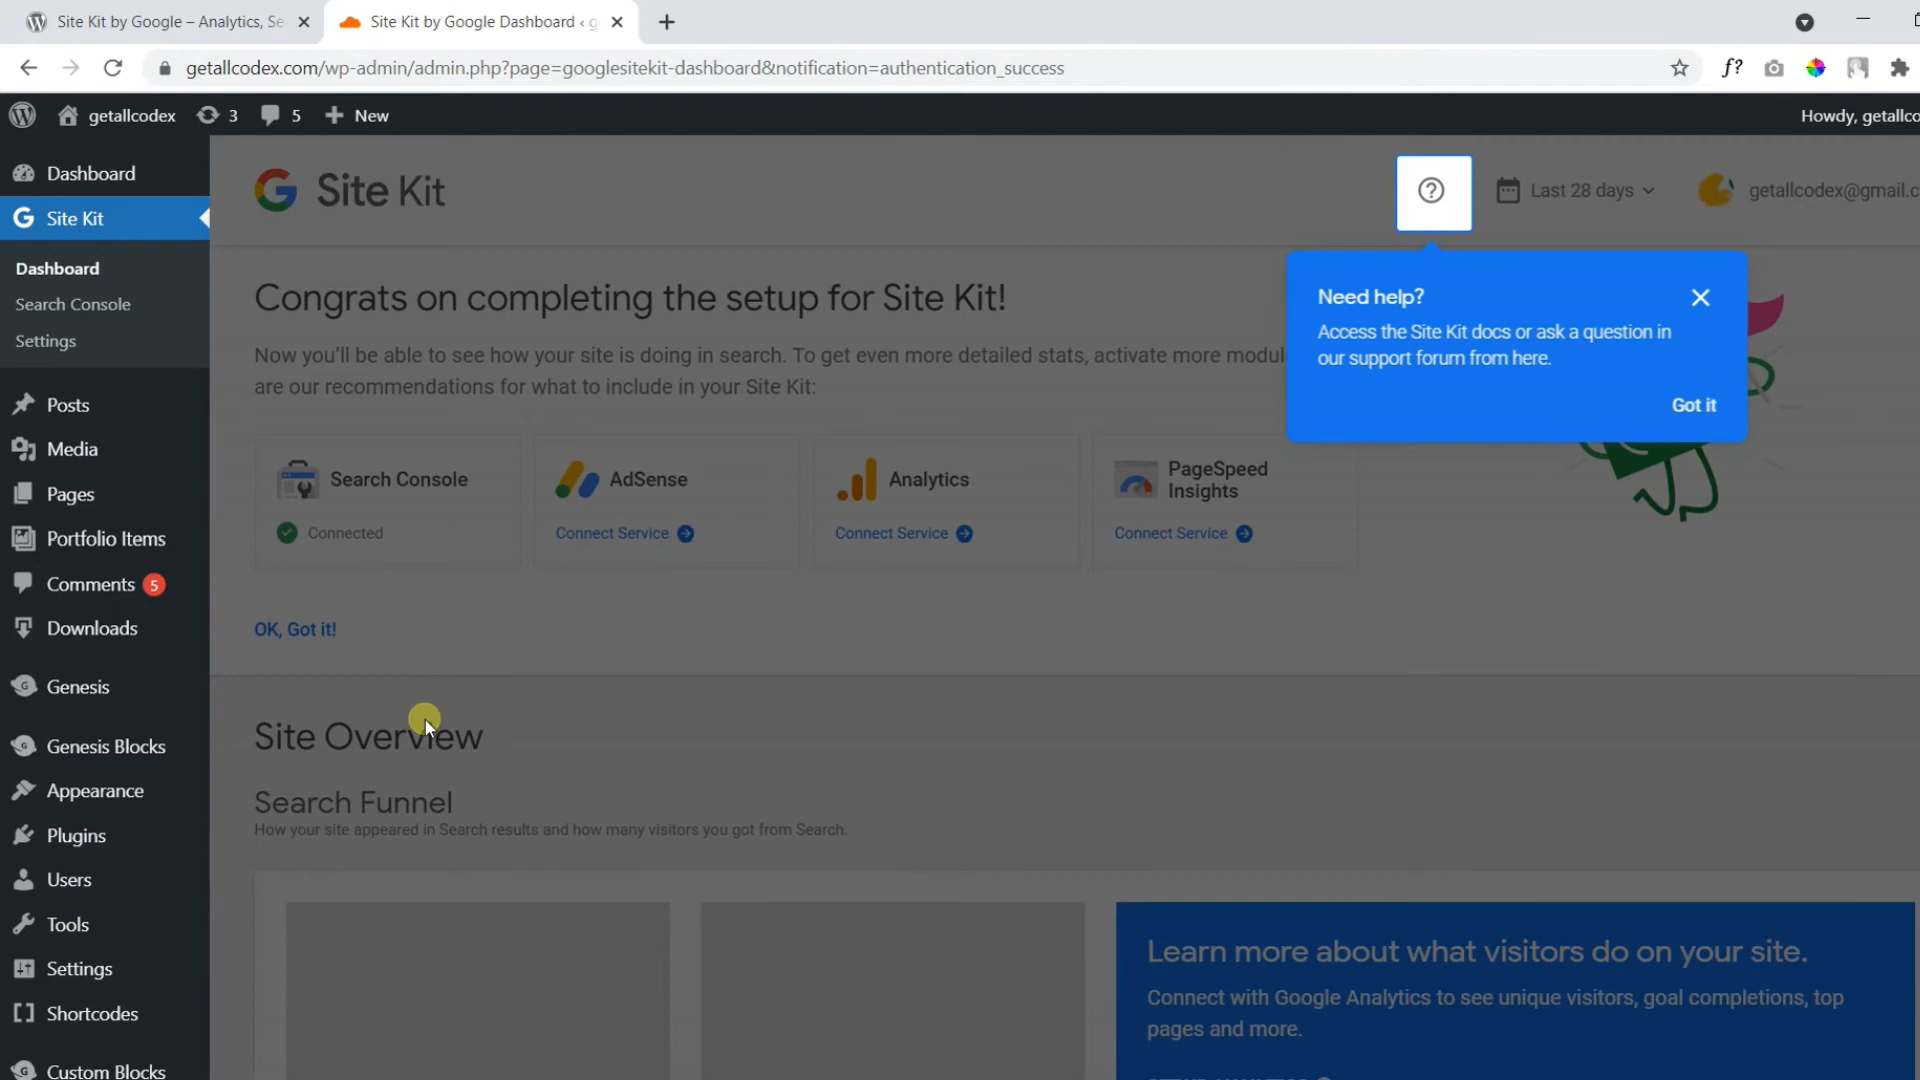 Site Kit by Google – Analytics, Se
Site Kit by Google Dashboard ‹ g
getallcodex.com/wp-admin/admin.php?page=googlesitekit-dashboard&notification=authentication_success
f?
getallcodex
3
5
New
Howdy, getallco
Dashboard
Site Kit
Dashboard
Search Console
Settings
Posts
Media
Pages
Portfolio Items
Comments 5
Downloads
Genesis
Genesis Blocks
Appearance
Plugins
Users
Tools
Settings
Shortcodes
Custom Blocks
Site Kit
Last 28 days
getallcodex@gmail.c
Congrats on completing the setup for Site Kit!
Now you'll be able to see how your site is doing in search. To get even more detailed stats, activate more modul
are our recommendations for what to include in your Site Kit:
Need help?
Access the Site Kit docs or ask a question in
our support forum from here.
Got it
Search Console
Connected
AdSense
Connect Service
Analytics
Connect Service
PageSpeed
Insights
Connect Service
OK, Got it!
Site Overview
Search Funnel
How your site appeared in Search results and how many visitors you got from Search.
Learn more about what visitors do on your site.
Connect with Google Analytics to see unique visitors, goal completions, top
pages and more.